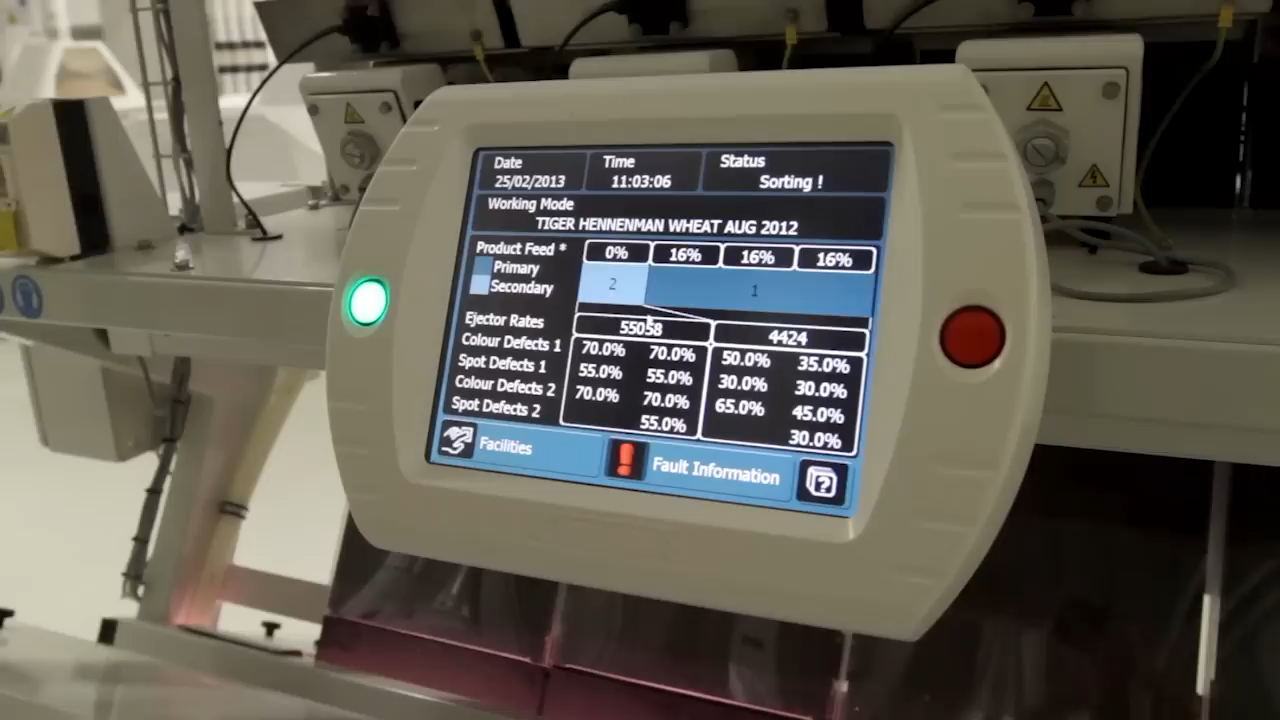 Date Time Status
25/02/2013 11:03:06 Sorting !
Working Mode
TIGER HENNENMAN WHEAT AUG 2012
Product Feed * 0% 16% 16% 16%
Primary
Secondary
2 1
Ejector Rates 55058 4424
Colour Defects 1 70.0% 70.0% 50.0% 35.0%
Spot Defects 1 55.0% 55.0% 30.0% 30.0%
Colour Defects 2 70.0% 70.0% 65.0% 45.0%
Spot Defects 2 55.0% 30.0%
Facilities ! Fault Information ?